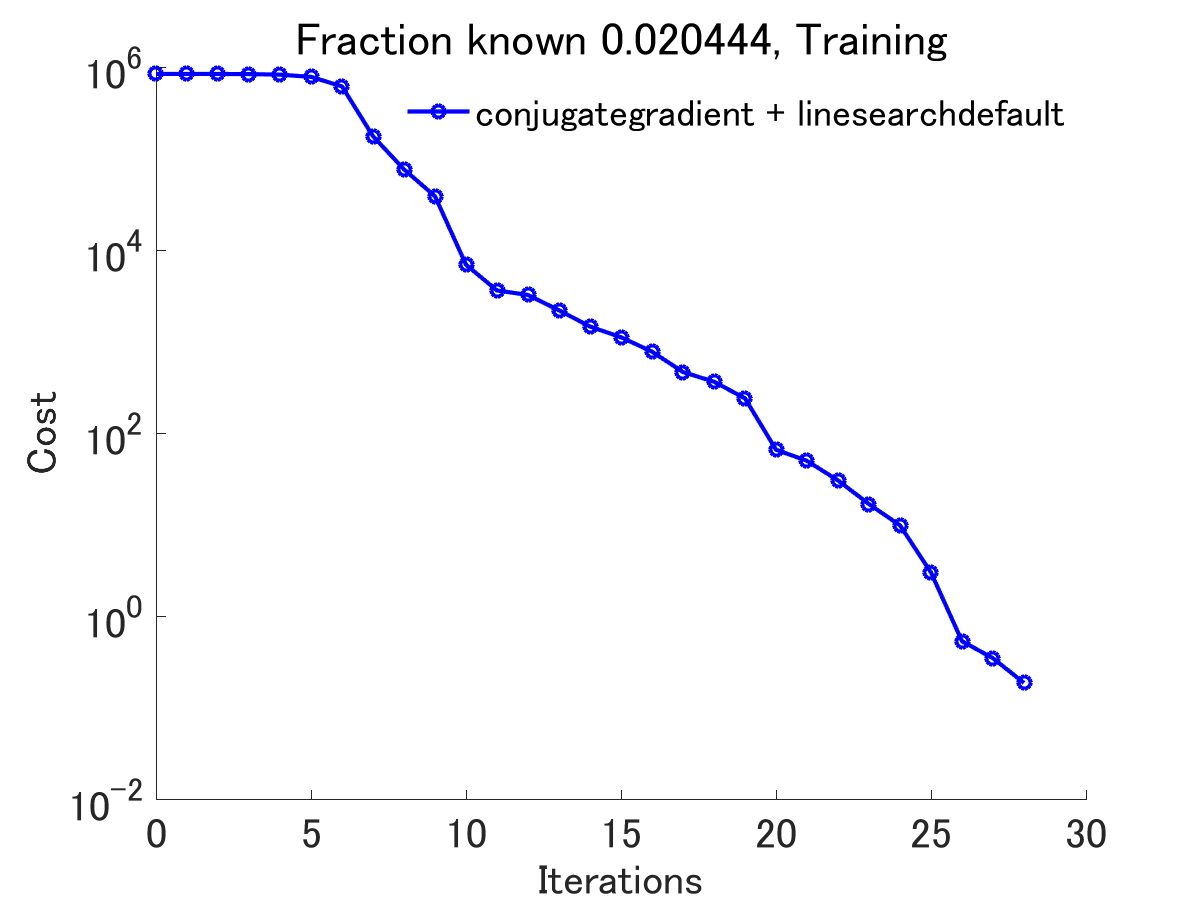 Fraction known 0.020444, Training
conjugategradient + linesearchdefault
10^6
10^4
10^2
10^0
10^-2
Cost
0 5 10 15 20 25 30
Iterations